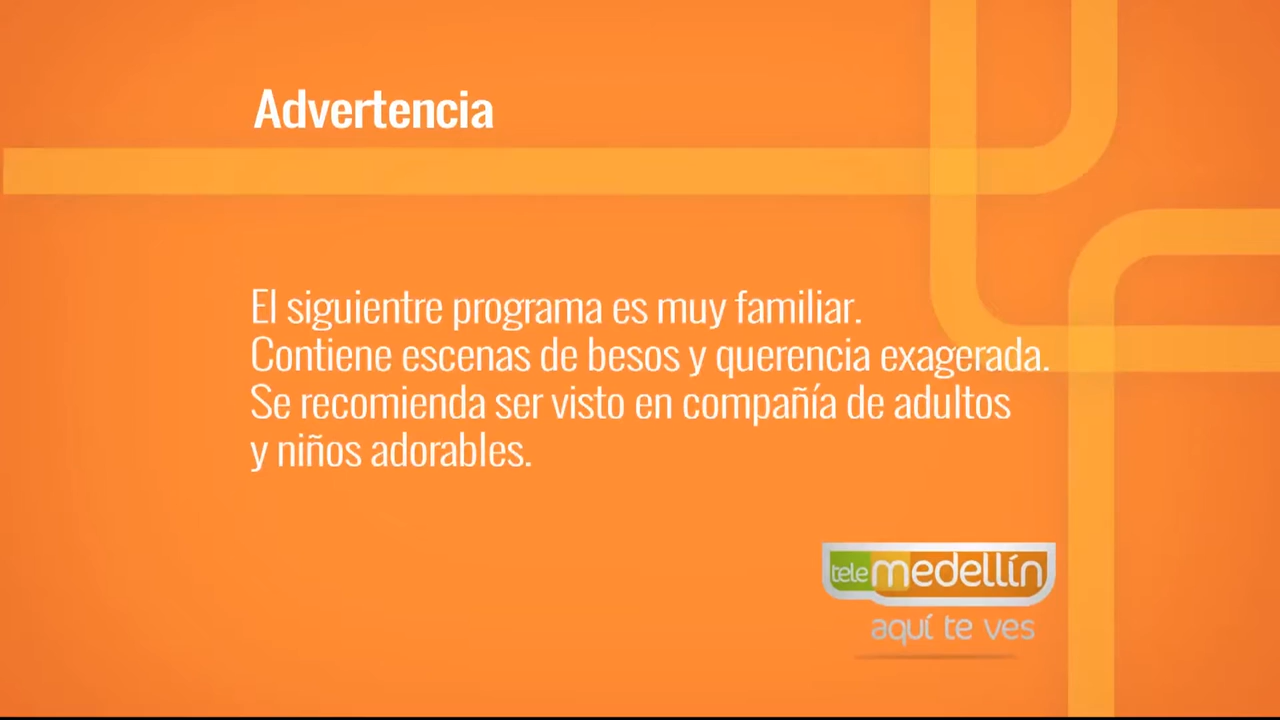 Advertencia
El siguientre programa es muy familiar.
Contiene escenas de besos y querencia exagerada.
Se recomienda ser visto en compañía de adultos
y niños adorables.
tele medellín
aquí te ves